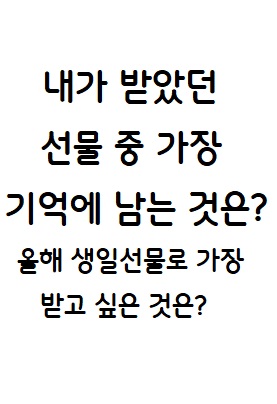 내가 받았던
선물 중 가장
기억에 남는 것은?
올해 생일선물로 가장
받고 싶은 것은?